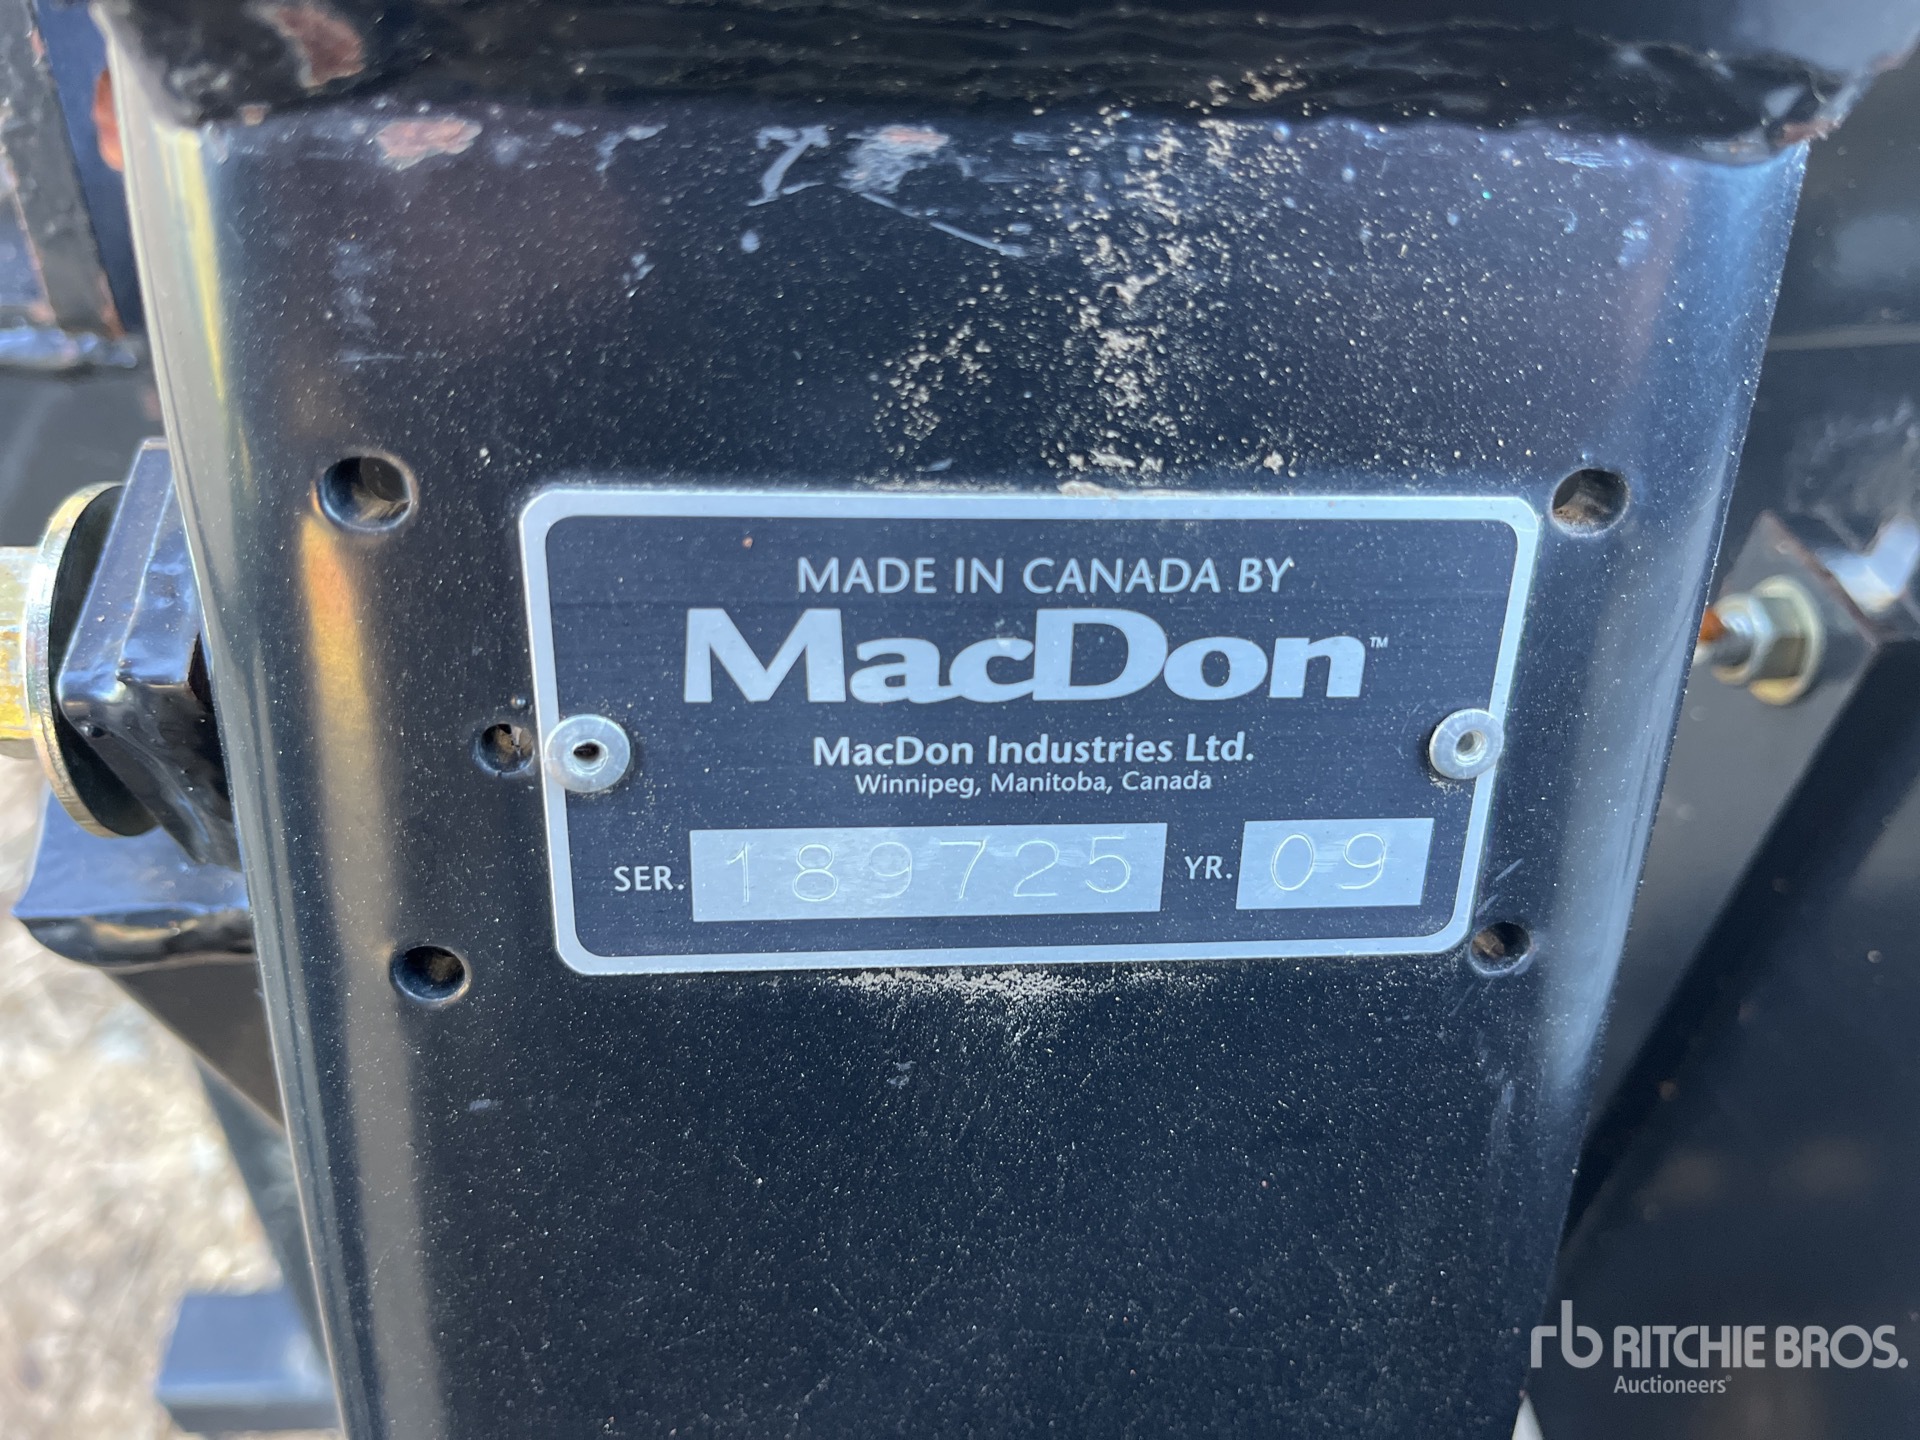 MADE IN CANADA BY
MacDon™
MacDon Industries Ltd.
Winnipeg, Manitoba, Canada
SER. 189725 YR. 09
rb RITCHIE BROS.
Auctioneers®